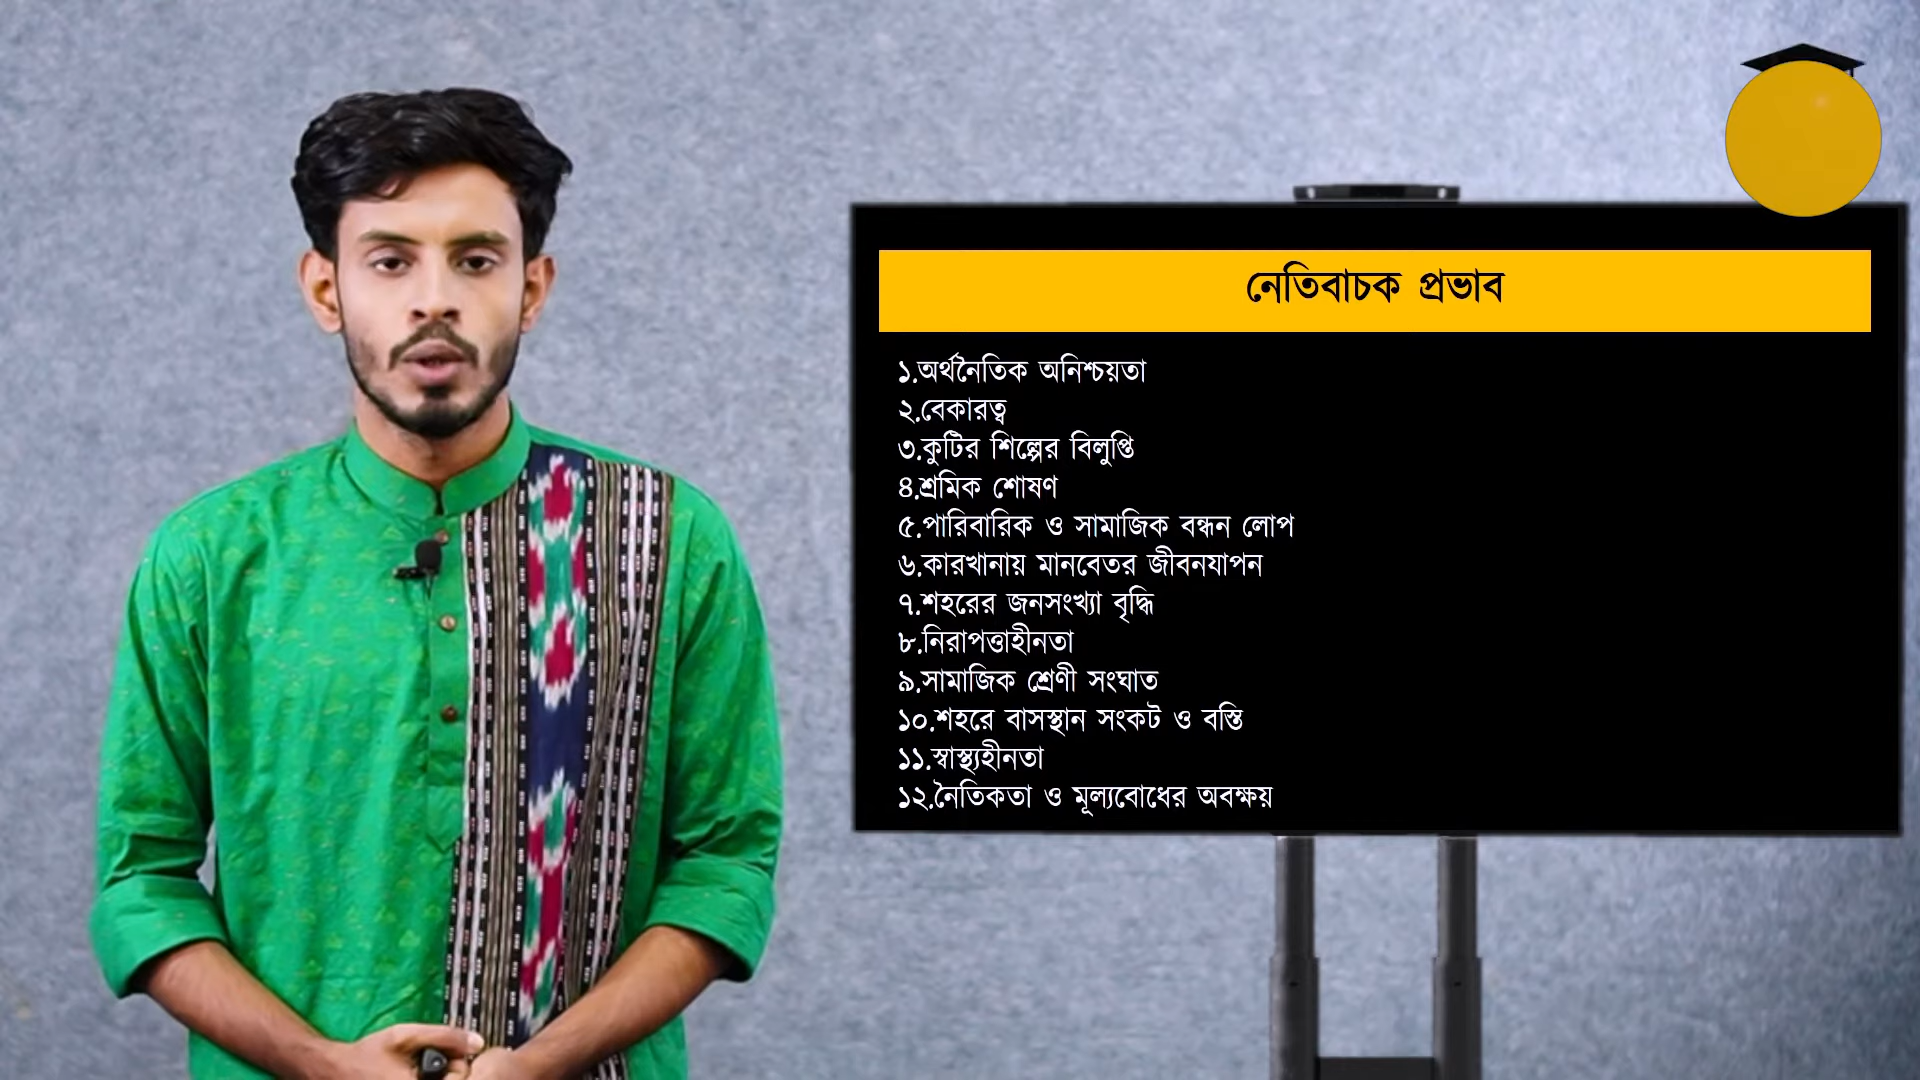 নেতিবাচক প্রভাব
১.অর্থনৈতিক অনিশ্চয়তা
২.বেকারত্ব
৩.কুটির শিল্পের বিলুপ্তি
৪.শ্রমিক শোষণ
৫.পারিবারিক ও সামাজিক বন্ধন লোপ
৬.কারখানায় মানবেতর জীবনযাপন
৭.শহরের জনসংখ্যা বৃদ্ধি
৮.নিরাপত্তাহীনতা
৯.সামাজিক শ্রেণী সংঘাত
১০.শহরে বাসস্থান সংকট ও বস্তি
১১.স্বাস্থ্যহীনতা
১২.নৈতিকতা ও মূল্যবোধের অবক্ষয়